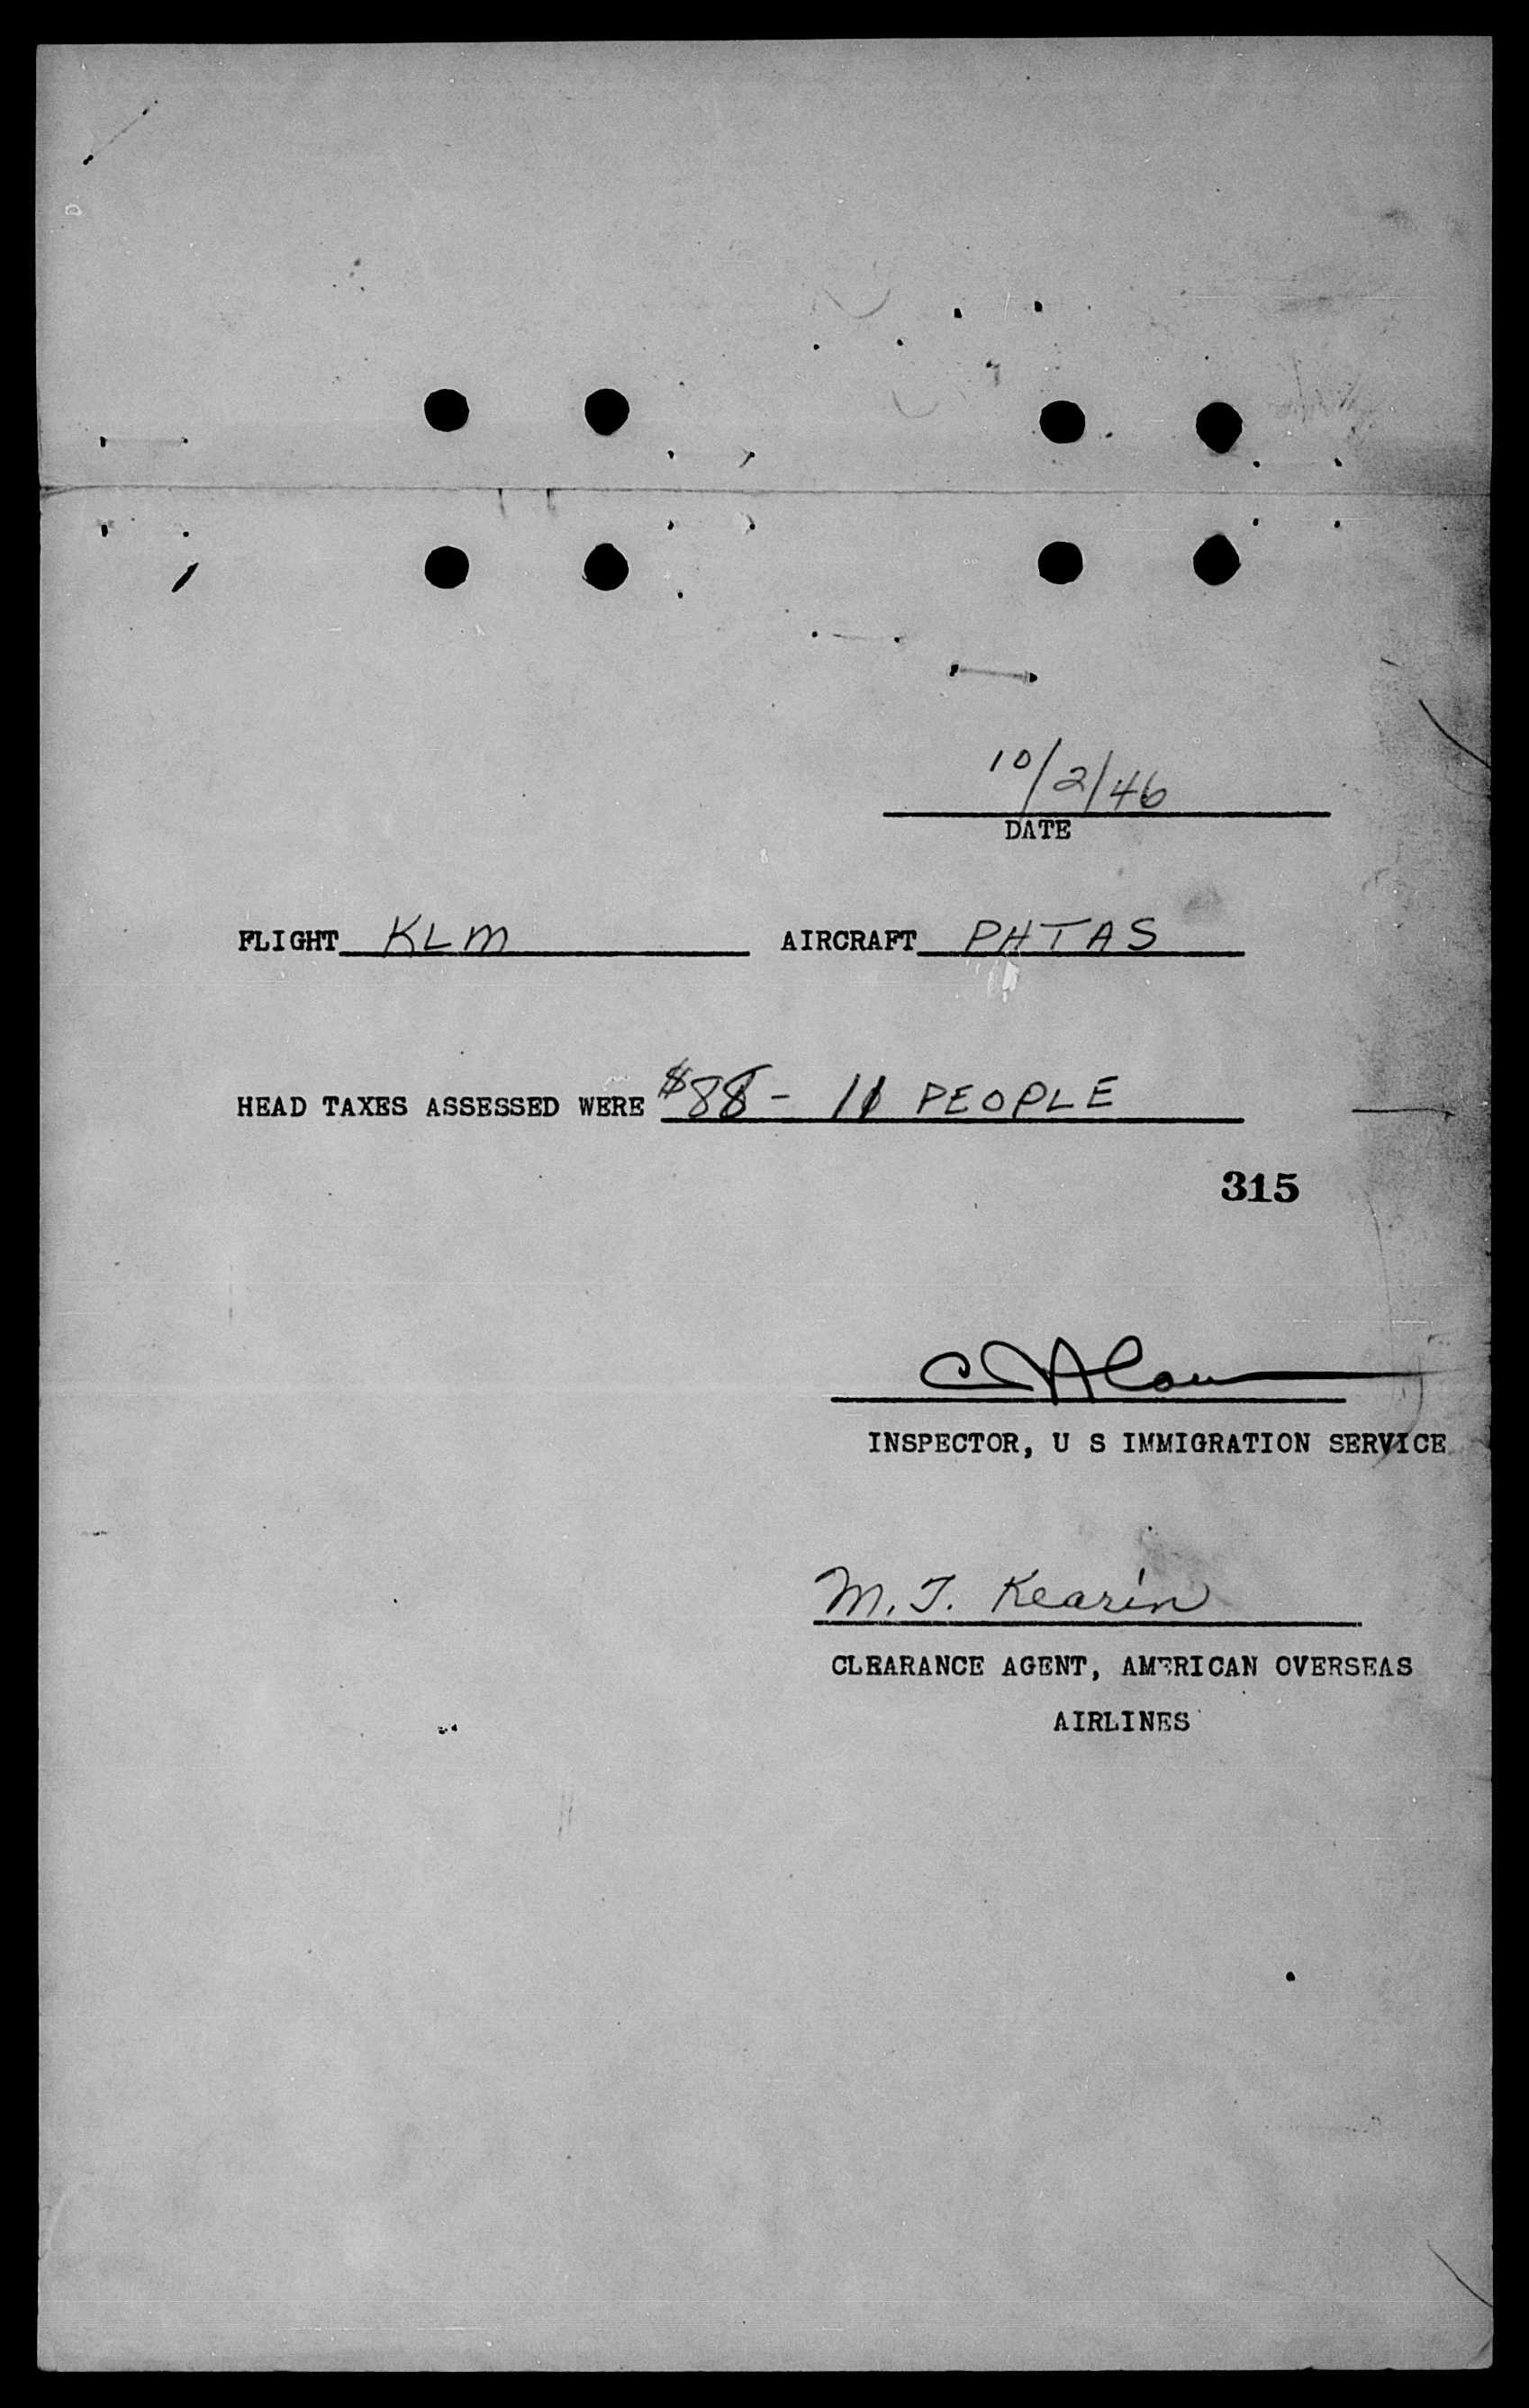 10/2/46
DATE
FLIGHT KLM AIRCRAFT PHTAS
HEAD TAXES ASSESSED WERE $88 - 11 PEOPLE
315
INSPECTOR, U S IMMIGRATION SERVICE
M. J. Kearin
CLEARANCE AGENT, AMERICAN OVERSEAS
AIRLINES